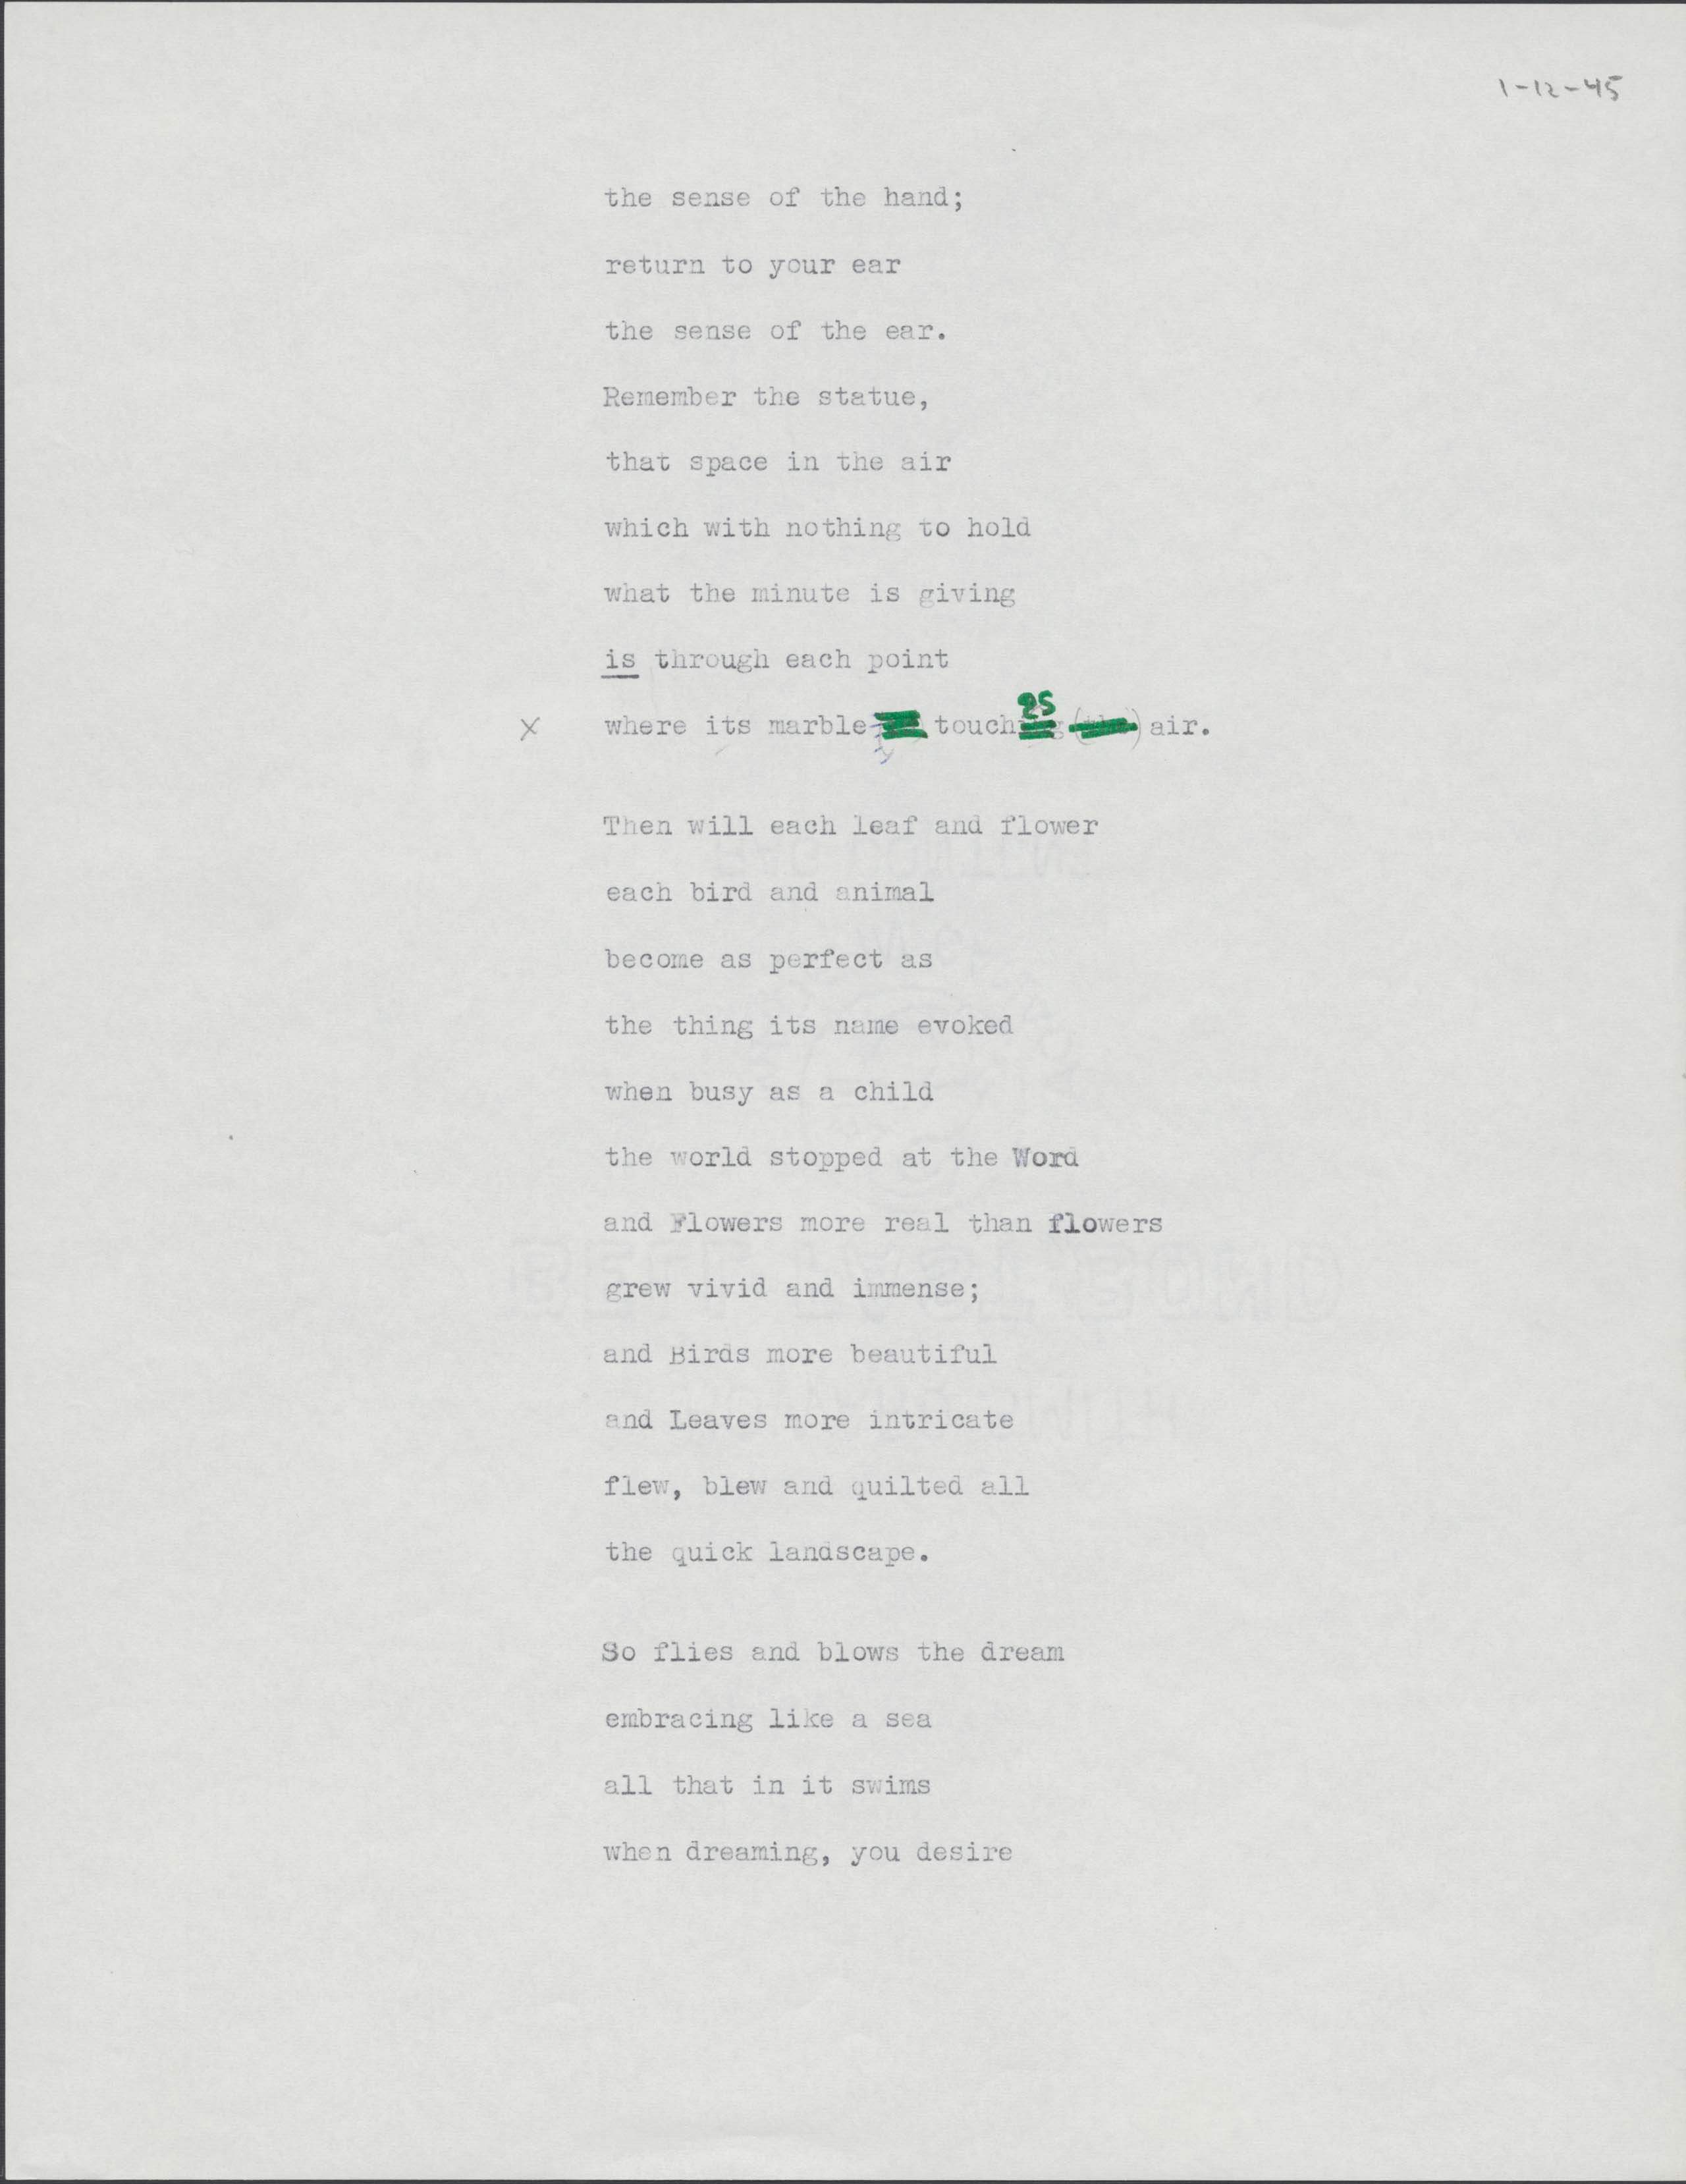 1-12-45
the sense of the hand;
return to your ear
the sense of the ear.
Remember the statue,
that space in the air
which with nothing to hold
what the minute is giving
is through each point
x where its marble touches air.
Then will each leaf and flower
each bird and animal
become as perfect as
the thing its name evoked
when busy as a child
the world stopped at the Word
and Flowers more real than flowers
grew vivid and immense;
and Birds more beautiful
and Leaves more intricate
flew, blew and quilted all
the quick landscape.
So flies and blows the dream
embracing like a sea
all that in it swims
when dreaming, you desire